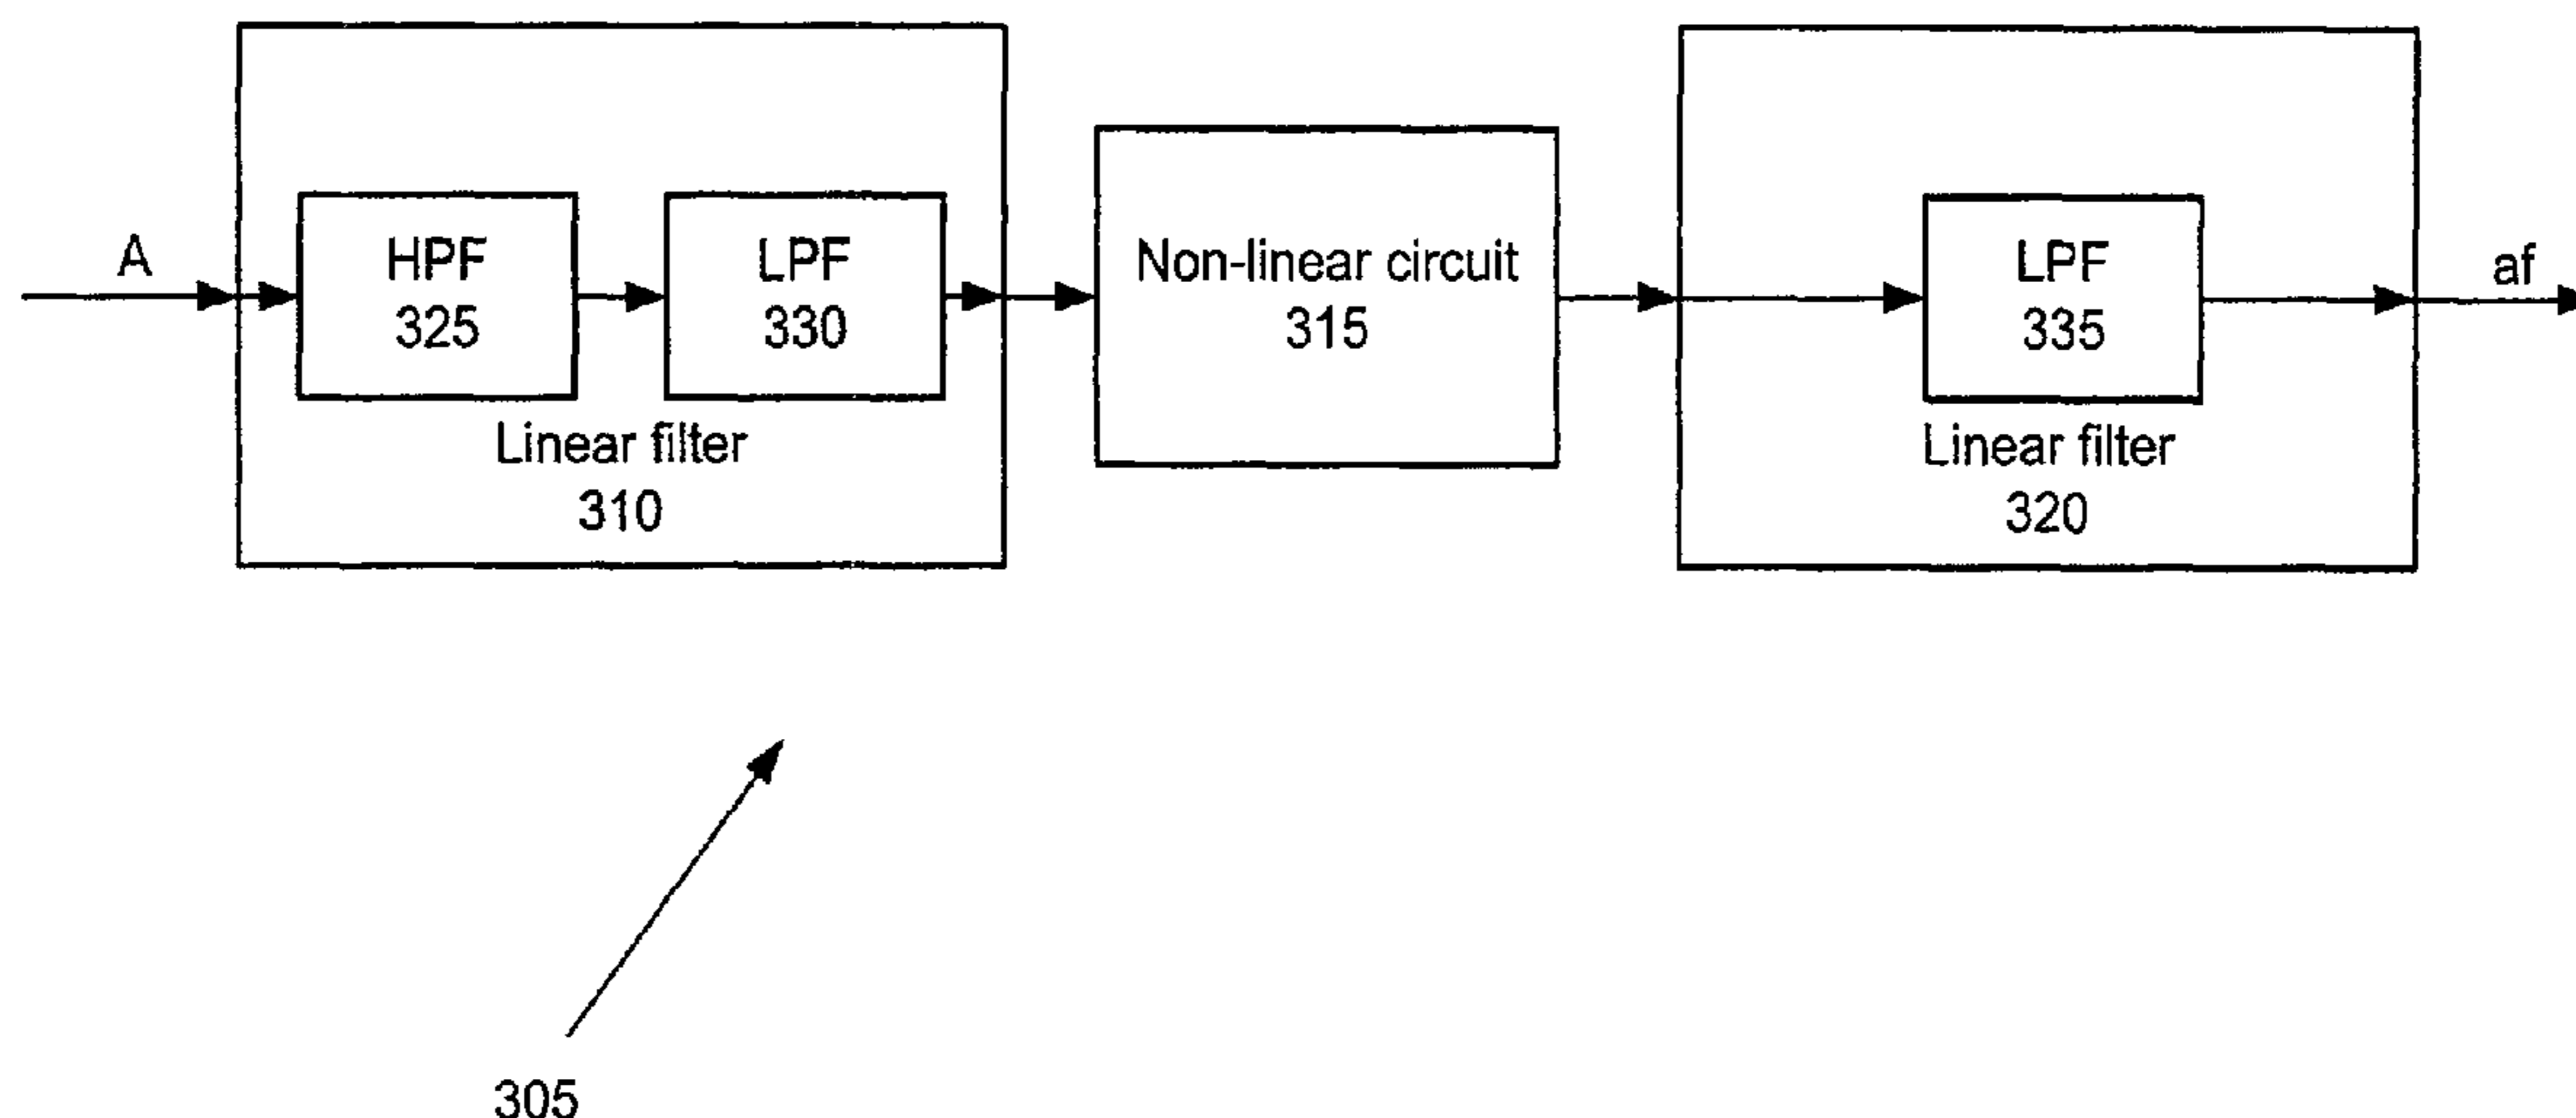 A
HPF
325
LPF
330
Linear filter
310
Non-linear circuit
315
LPF
335
Linear filter
320
af
305